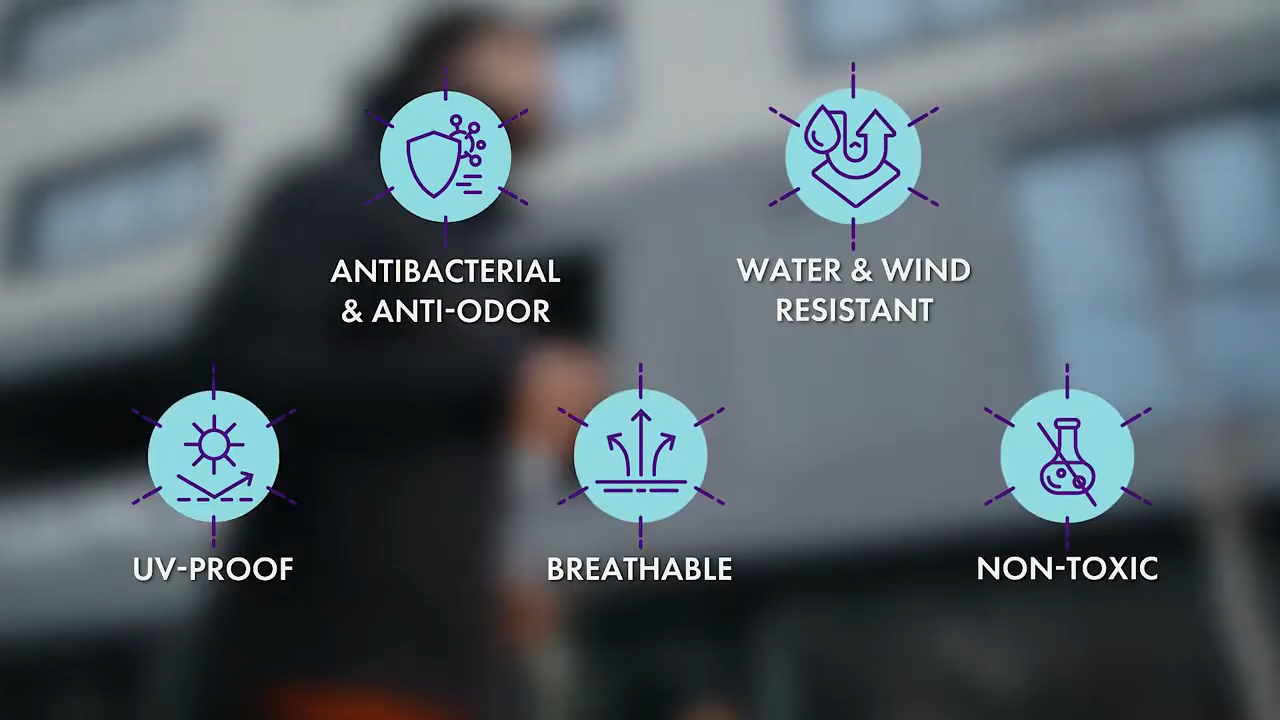 ANTIBACTERIAL
& ANTI-ODOR
WATER & WIND
RESISTANT
UV-PROOF
BREATHABLE
NON-TOXIC